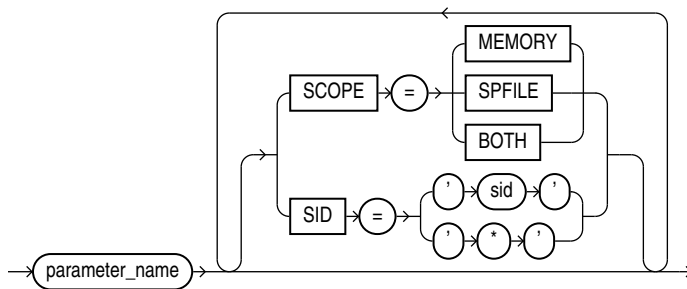 MEMORY
SCOPE = SPFILE
BOTH
SID = ' sid '
' * '
parameter_name